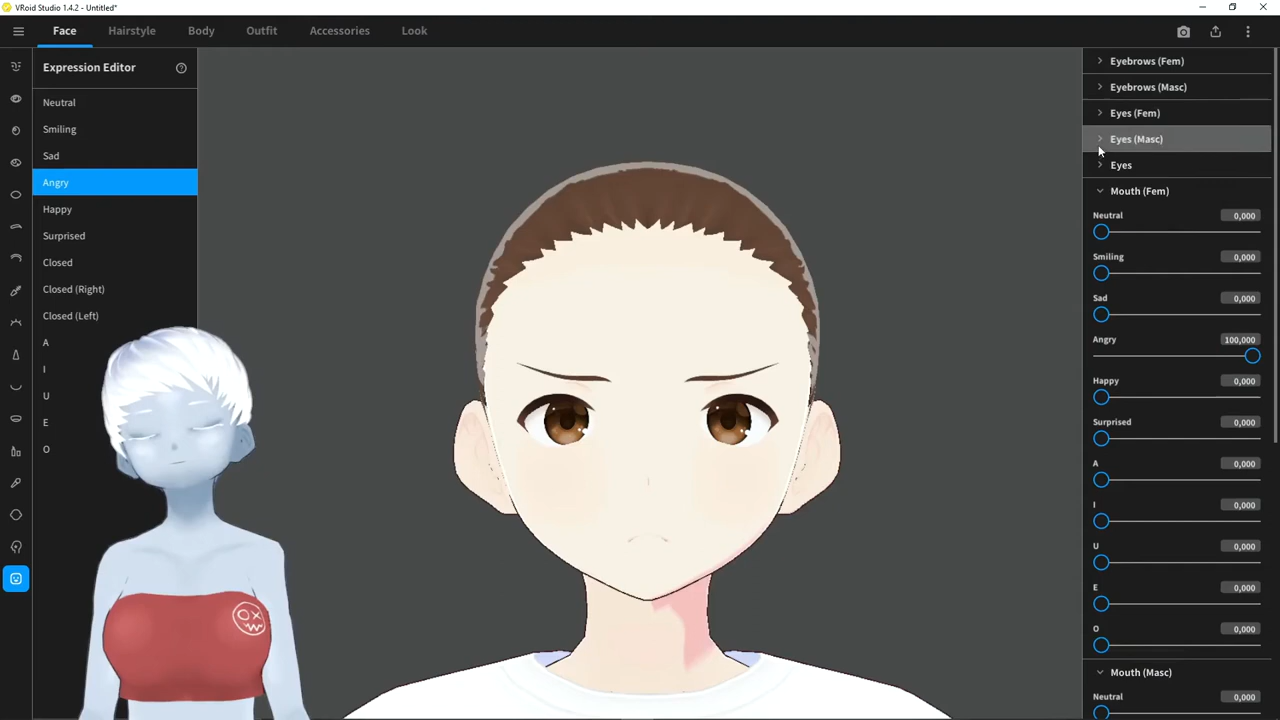 VRoid Studio 1.4.2 - Untitled*
Face
Hairstyle
Body
Outfit
Accessories
Look
Expression Editor
Neutral
Smiling
Sad
Angry
Happy
Surprised
Closed
Closed (Right)
Closed (Left)
A
I
U
E
O
Eyebrows (Fem)
Eyebrows (Masc)
Eyes (Fem)
Eyes (Masc)
Eyes
Mouth (Fem)
Neutral 0,000
Smiling 0,000
Sad 0,000
Angry 100,000
Happy 0,000
Surprised 0,000
A 0,000
I 0,000
U 0,000
E 0,000
O 0,000
Mouth (Masc)
Neutral 0,000